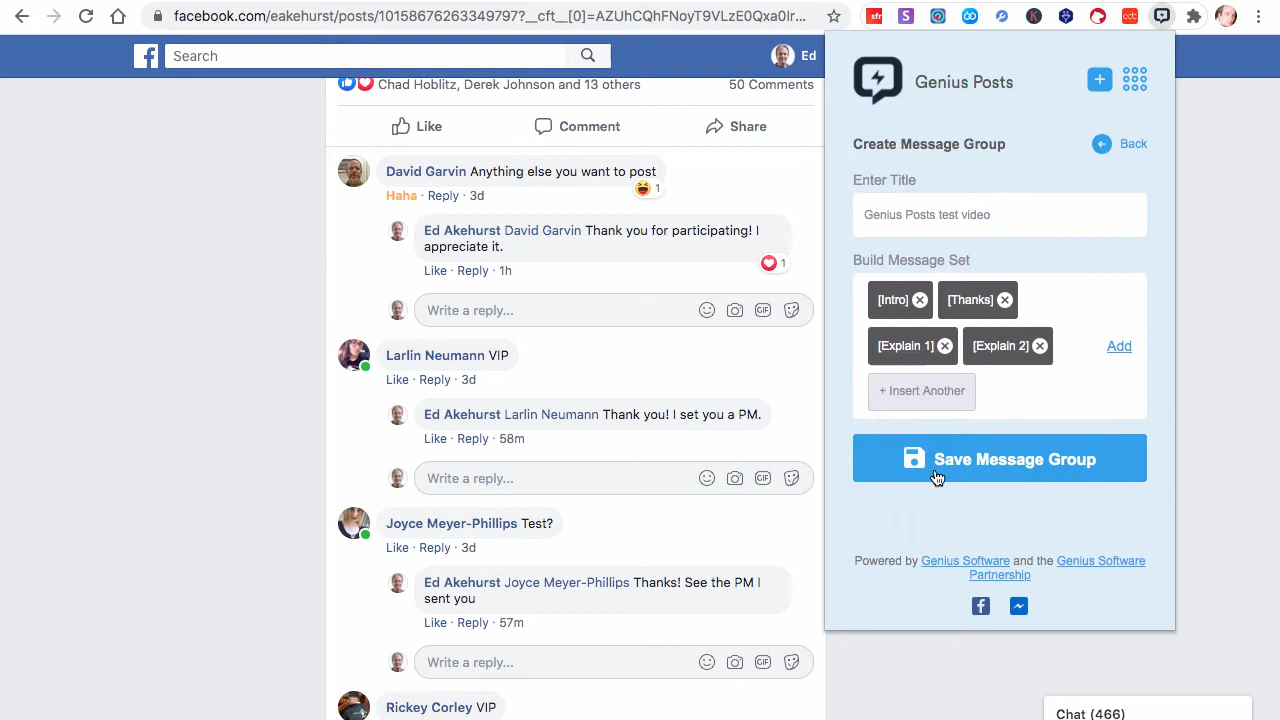 facebook.com/eakehurst/posts/10158676263349797?__cft__[0]=AZUhCQhFNoyT9VLzE0Qxa0Ir...
Search
Ed
Chad Hoblitz, Derek Johnson and 13 others
50 Comments
Like
Comment
Share
David Garvin Anything else you want to post
1
Haha · Reply · 3d
Ed Akehurst David Garvin Thank you for participating! I
appreciate it.
1
Like · Reply · 1h
Write a reply...
GIF
Larlin Neumann VIP
Like · Reply · 3d
Ed Akehurst Larlin Neumann Thank you! I set you a PM.
Like · Reply · 58m
Write a reply...
GIF
Joyce Meyer-Phillips Test?
Like · Reply · 3d
Ed Akehurst Joyce Meyer-Phillips Thanks! See the PM I
sent you
Like · Reply · 57m
Write a reply...
GIF
Rickey Corley VIP
Genius Posts
Create Message Group
Back
Enter Title
Genius Posts test video
Build Message Set
[Intro]
[Thanks]
[Explain 1]
[Explain 2]
Add
+ Insert Another
Save Message Group
Powered by Genius Software and the Genius Software
Partnership
Chat (466)